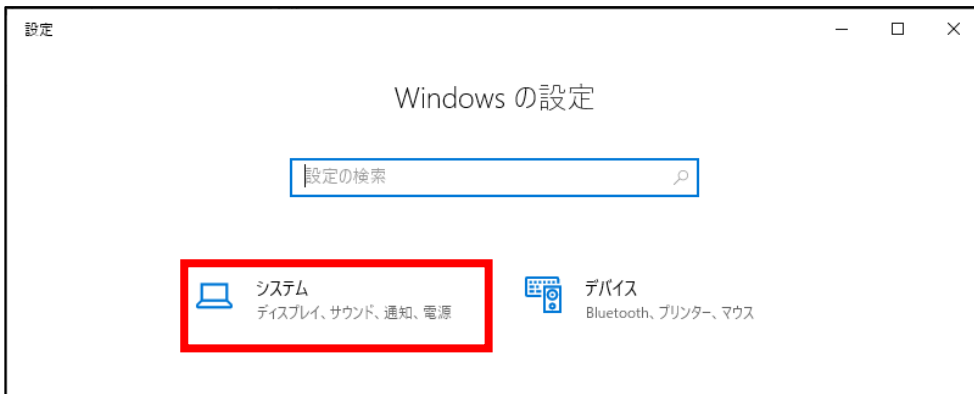 設定
Windows の設定
設定の検索
システム
ディスプレイ、サウンド、通知、電源
デバイス
Bluetooth、プリンター、マウス